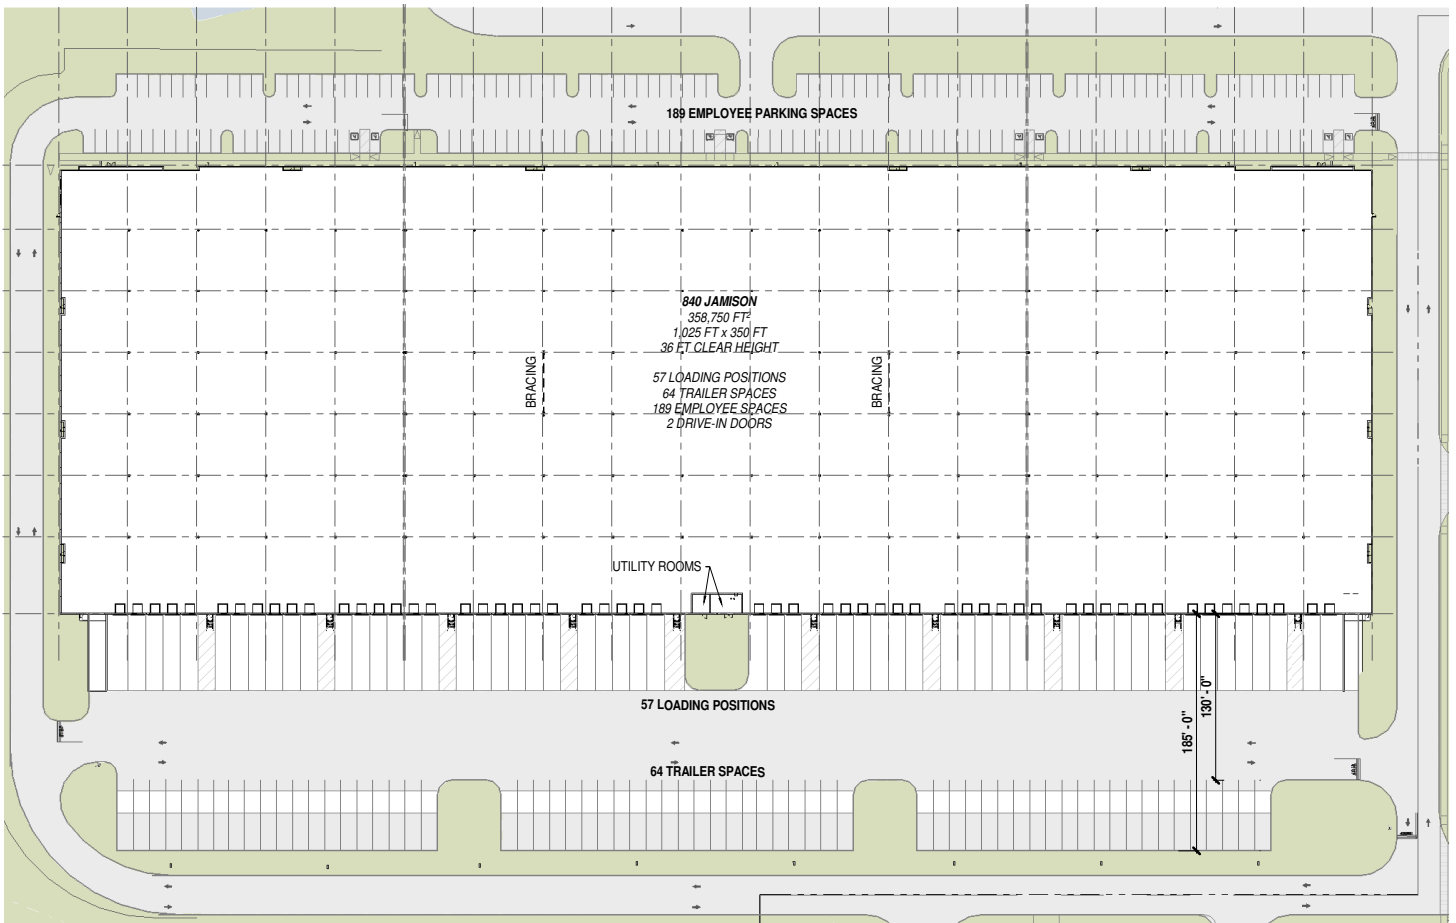 189 EMPLOYEE PARKING SPACES
840 JAMISON
358,750 FT²
1,025 FT x 350 FT
36 FT CLEAR HEIGHT
57 LOADING POSITIONS
64 TRAILER SPACES
189 EMPLOYEE SPACES
2 DRIVE-IN DOORS
BRACING
BRACING
UTILITY ROOMS
57 LOADING POSITIONS
130' - 0"
185' - 0"
64 TRAILER SPACES